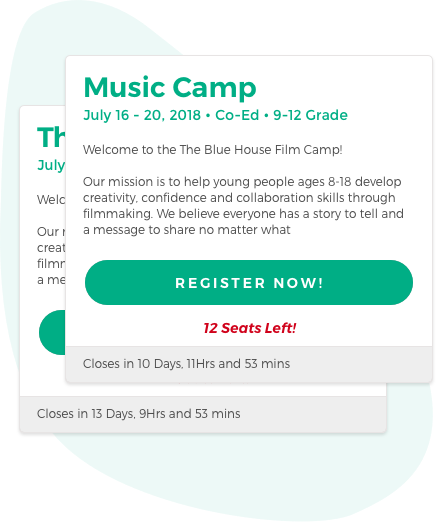 Music Camp
July 16 - 20, 2018 • Co-Ed • 9-12 Grade
Welcome to the The Blue House Film Camp!
Our mission is to help young people ages 8-18 develop
creativity, confidence and collaboration skills through
filmmaking. We believe everyone has a story to tell and
a message to share no matter what
REGISTER NOW!
12 Seats Left!
Closes in 10 Days, 11Hrs and 53 mins
Th
July
Welc
Our
creat
film
a me
Closes in 13 Days, 9Hrs and 53 mins